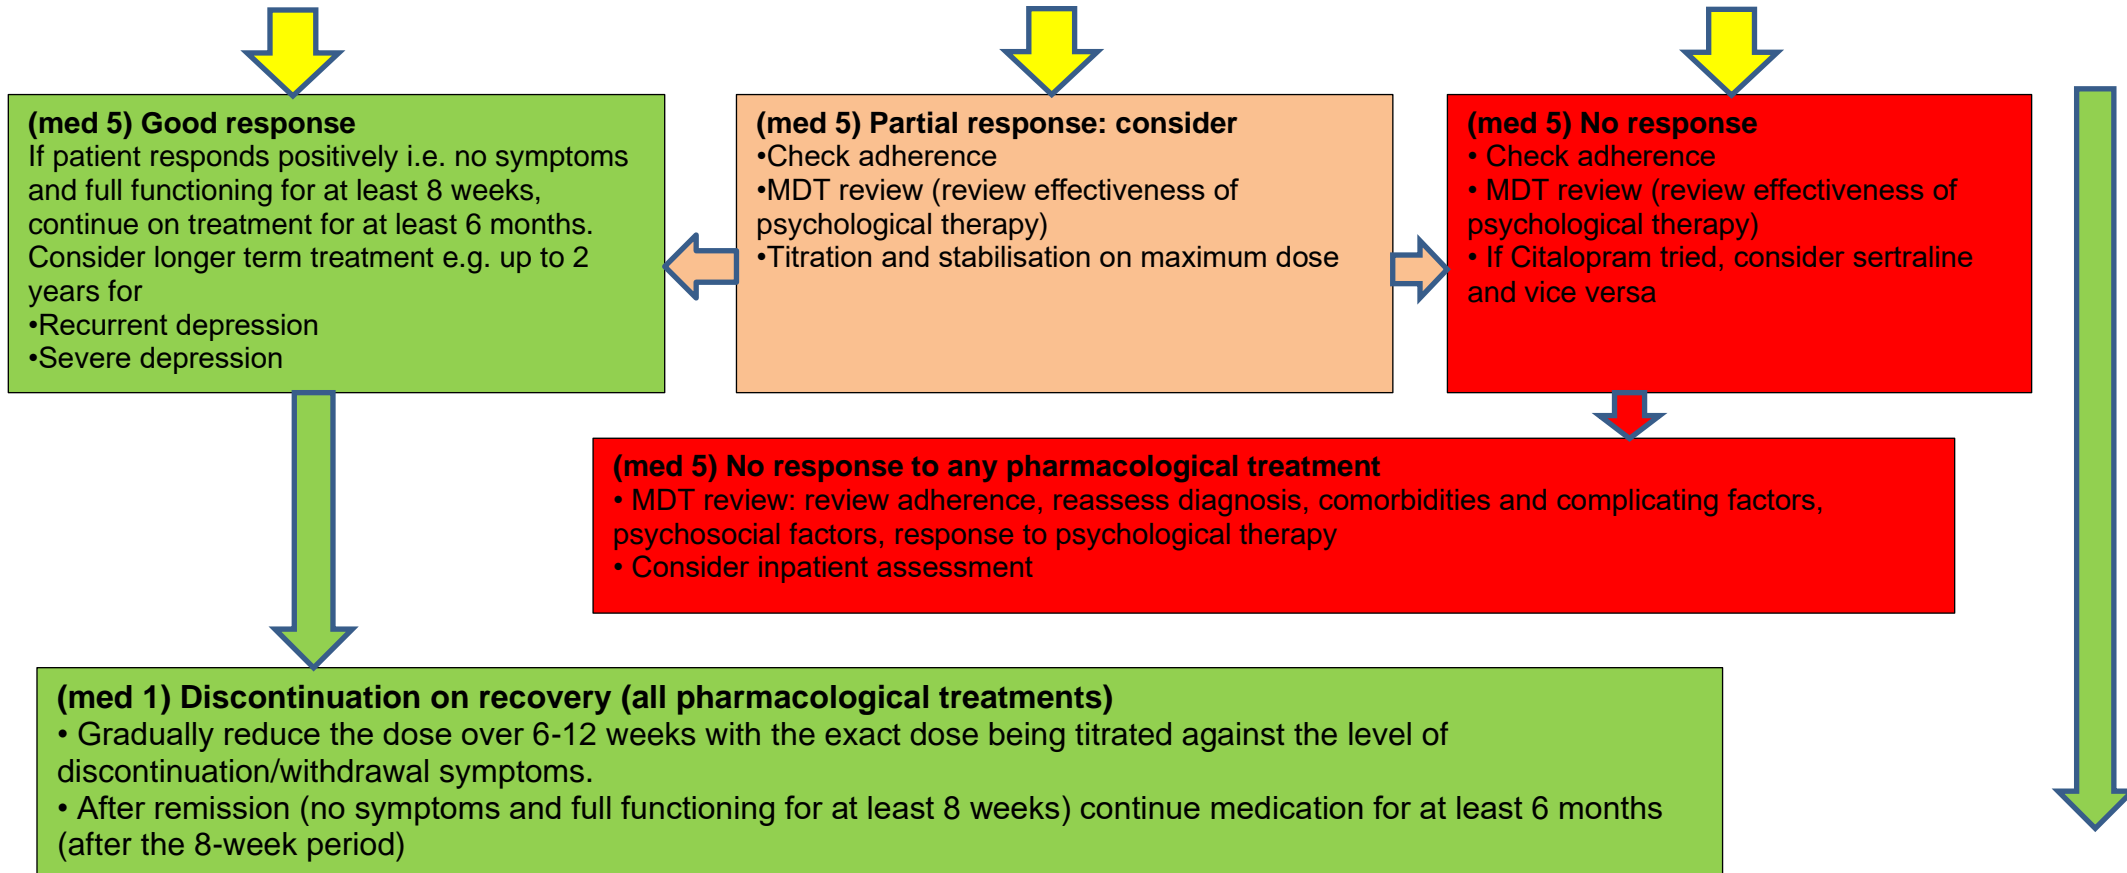 (med 5) Good response
If patient responds positively i.e. no symptoms
and full functioning for at least 8 weeks,
continue on treatment for at least 6 months.
Consider longer term treatment e.g. up to 2
years for
•Recurrent depression
•Severe depression
(med 5) Partial response: consider
•Check adherence
•MDT review (review effectiveness of
psychological therapy)
•Titration and stabilisation on maximum dose
(med 5) No response
• Check adherence
• MDT review (review effectiveness of
psychological therapy)
• If Citalopram tried, consider sertraline
and vice versa
(med 5) No response to any pharmacological treatment
• MDT review: review adherence, reassess diagnosis, comorbidities and complicating factors,
psychosocial factors, response to psychological therapy
• Consider inpatient assessment
(med 1) Discontinuation on recovery (all pharmacological treatments)
• Gradually reduce the dose over 6-12 weeks with the exact dose being titrated against the level of
discontinuation/withdrawal symptoms.
• After remission (no symptoms and full functioning for at least 8 weeks) continue medication for at least 6 months
(after the 8-week period)